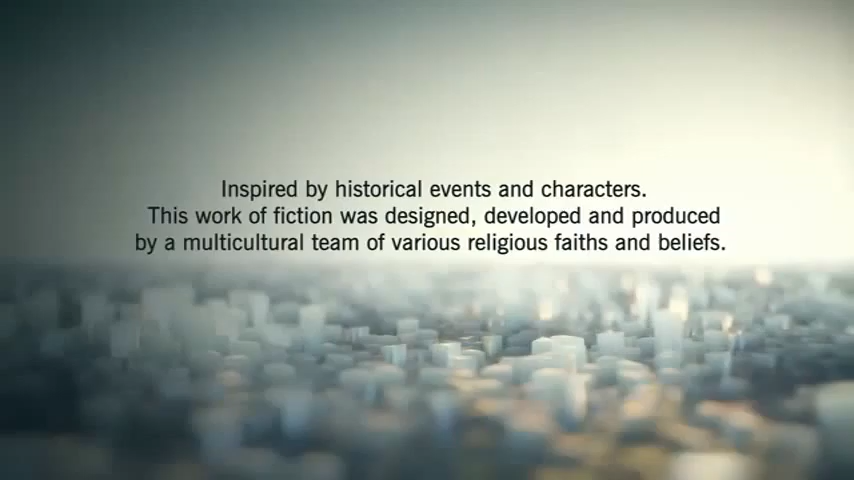 Inspired by historical events and characters.
This work of fiction was designed, developed and produced
by a multicultural team of various religious faiths and beliefs.